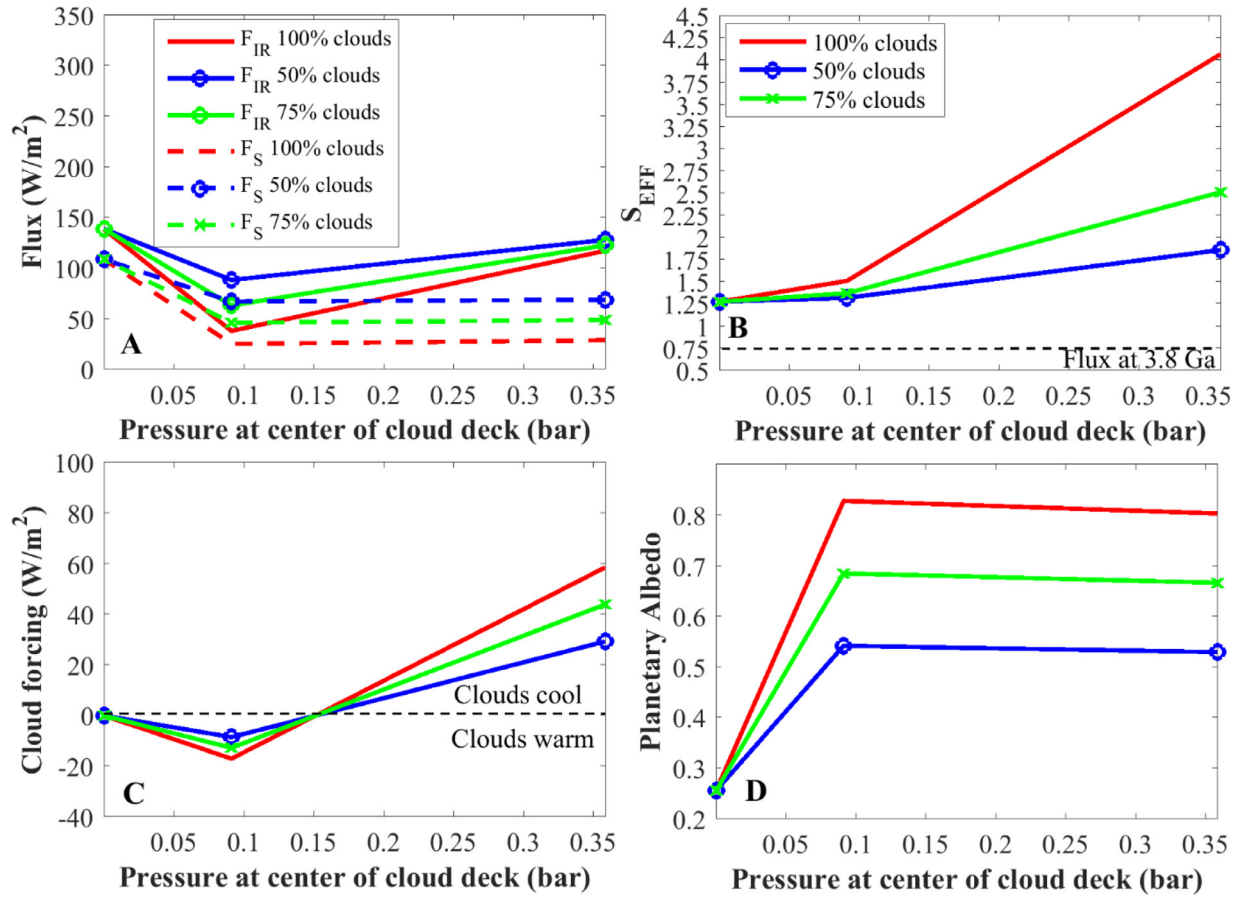 350
300
250
200
150
100
50
0
Flux (W/m²)
F_IR 100% clouds
F_IR 50% clouds
F_IR 75% clouds
F_S 100% clouds
F_S 50% clouds
F_S 75% clouds
A
0.05 0.1 0.15 0.2 0.25 0.3 0.35
Pressure at center of cloud deck (bar)
4.5
4.25
4
3.75
3.5
3.25
3
2.75
2.5
2.25
2
1.75
1.5
1.25
1
0.75
0.5
S_EFF
100% clouds
50% clouds
75% clouds
B
Flux at 3.8 Ga
0.05 0.1 0.15 0.2 0.25 0.3 0.35
Pressure at center of cloud deck (bar)
100
80
60
40
20
0
-20
-40
Cloud forcing (W/m²)
Clouds cool
Clouds warm
C
0.05 0.1 0.15 0.2 0.25 0.3 0.35
Pressure at center of cloud deck (bar)
0.8
0.7
0.6
0.5
0.4
0.3
0.2
Planetary Albedo
D
0.05 0.1 0.15 0.2 0.25 0.3 0.35
Pressure at center of cloud deck (bar)